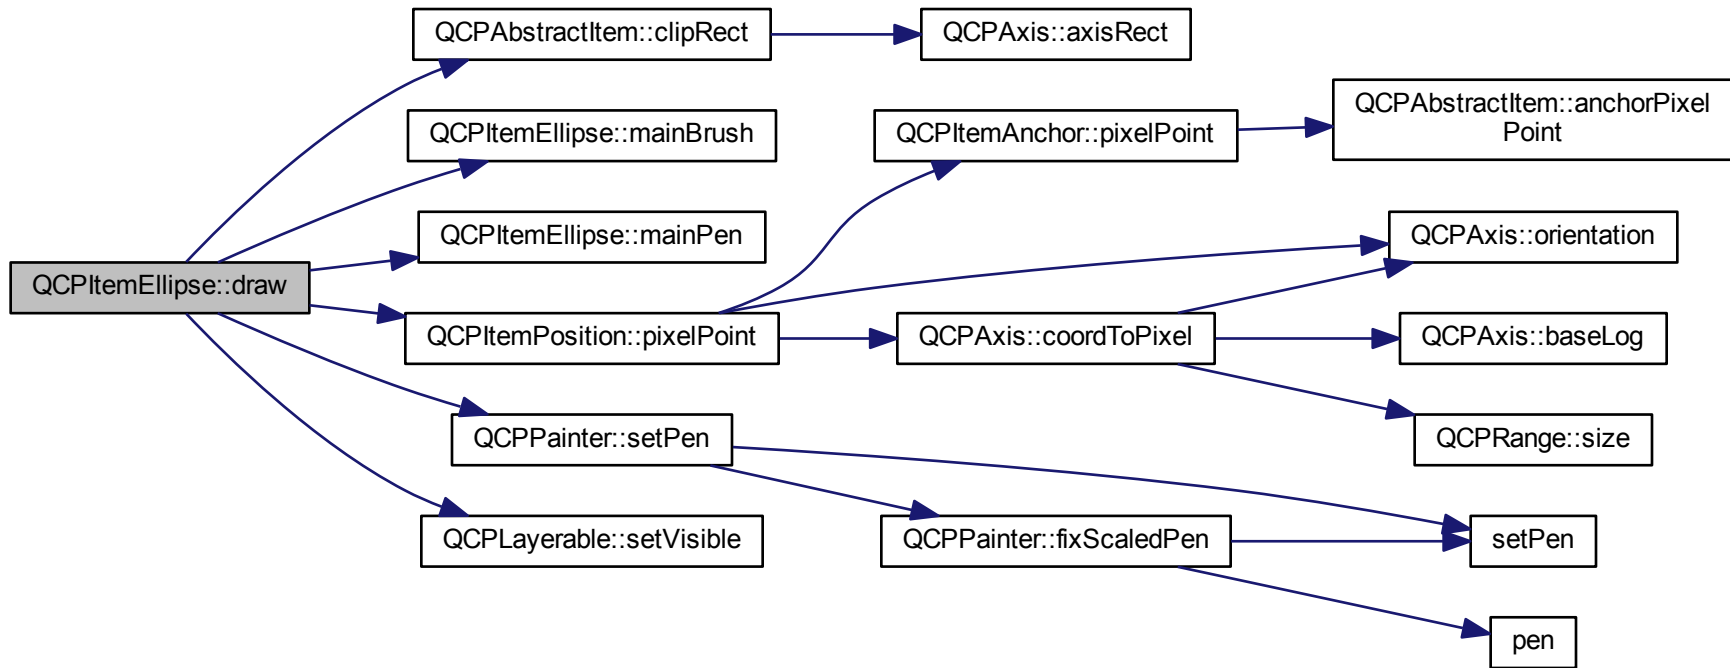 QCPAbstractItem::clipRect
QCPAxis::axisRect
QCPAbstractItem::anchorPixel
Point
QCPItemEllipse::mainBrush
QCPItemAnchor::pixelPoint
QCPItemEllipse::mainPen
QCPAxis::orientation
QCPItemEllipse::draw
QCPItemPosition::pixelPoint
QCPAxis::coordToPixel
QCPAxis::baseLog
QCPPainter::setPen
QCPRange::size
QCPLayerable::setVisible
QCPPainter::fixScaledPen
setPen
pen